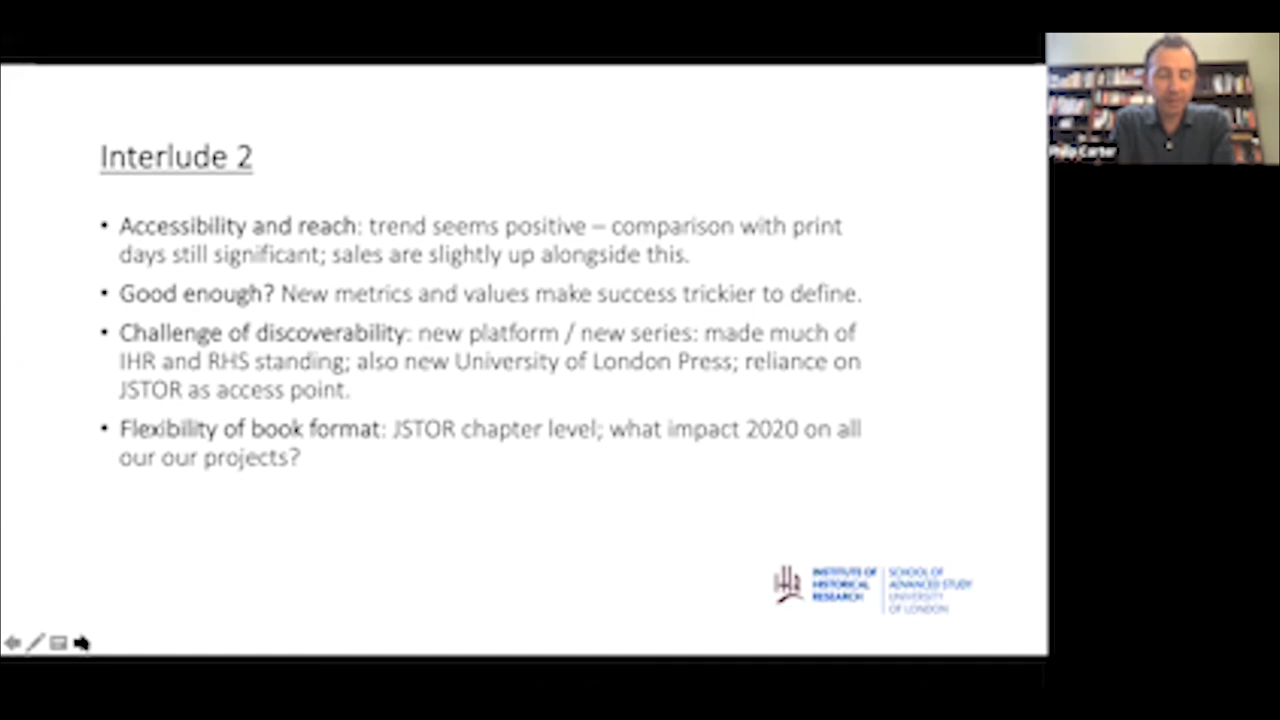 Interlude 2
• Accessibility and reach: trend seems positive – comparison with print
days still significant; sales are slightly up alongside this.
• Good enough? New metrics and values make success trickier to define.
• Challenge of discoverability: new platform / new series: made much of
IHR and RHS standing; also new University of London Press; reliance on
JSTOR as access point.
• Flexibility of book format: JSTOR chapter level; what impact 2020 on all
our our projects?
INSTITUTE OF
HISTORICAL
RESEARCH
SCHOOL OF
ADVANCED STUDY
UNIVERSITY
OF LONDON
Philip Carter